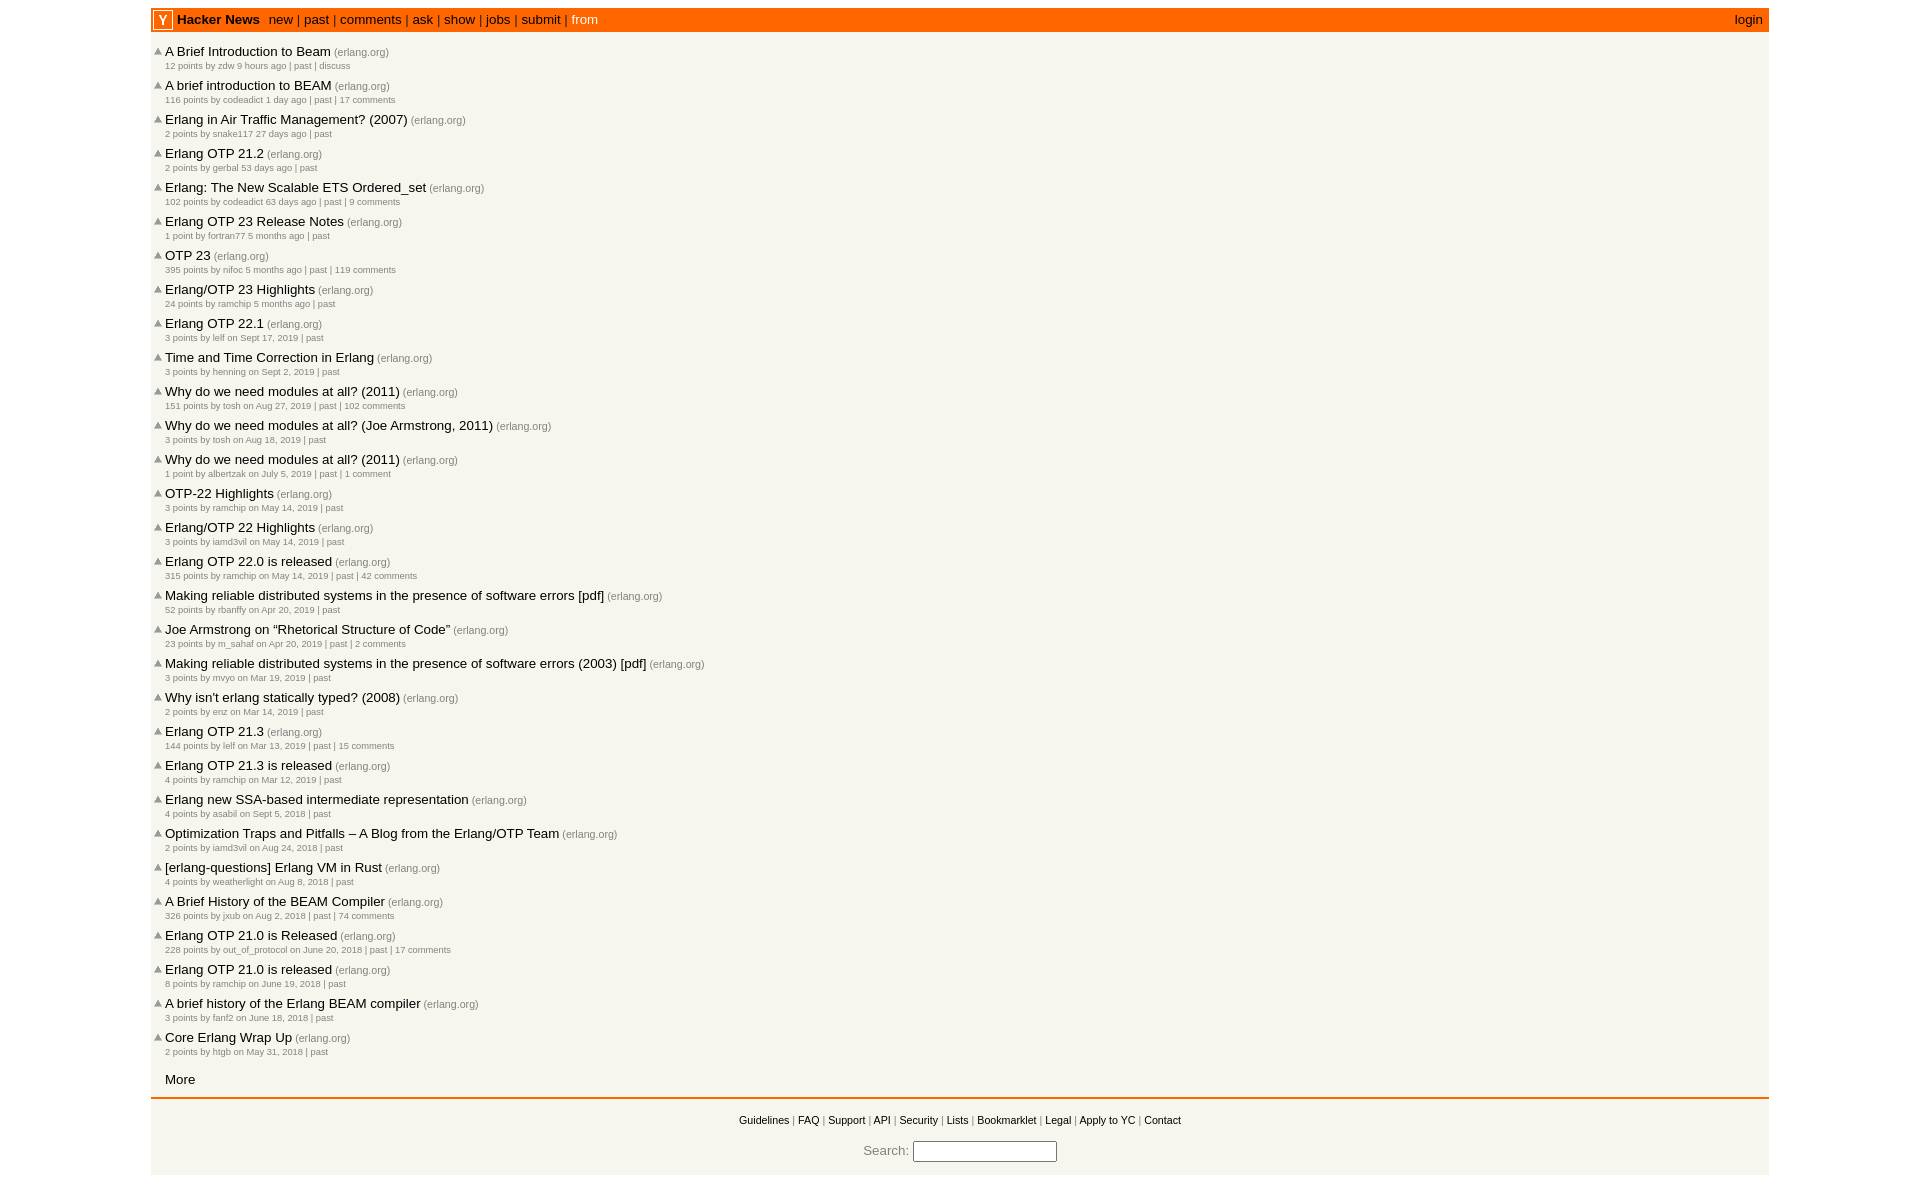 Y Hacker News new | past | comments | ask | show | jobs | submit | from login
A Brief Introduction to Beam (erlang.org)
12 points by zdw 9 hours ago | past | discuss
A brief introduction to BEAM (erlang.org)
116 points by codeadict 1 day ago | past | 17 comments
Erlang in Air Traffic Management? (2007) (erlang.org)
2 points by snake117 27 days ago | past
Erlang OTP 21.2 (erlang.org)
2 points by gerbal 53 days ago | past
Erlang: The New Scalable ETS Ordered_set (erlang.org)
102 points by codeadict 63 days ago | past | 9 comments
Erlang OTP 23 Release Notes (erlang.org)
1 point by fortran77 5 months ago | past
OTP 23 (erlang.org)
395 points by nifoc 5 months ago | past | 119 comments
Erlang/OTP 23 Highlights (erlang.org)
24 points by ramchip 5 months ago | past
Erlang OTP 22.1 (erlang.org)
3 points by lelf on Sept 17, 2019 | past
Time and Time Correction in Erlang (erlang.org)
3 points by henning on Sept 2, 2019 | past
Why do we need modules at all? (2011) (erlang.org)
151 points by tosh on Aug 27, 2019 | past | 102 comments
Why do we need modules at all? (Joe Armstrong, 2011) (erlang.org)
3 points by tosh on Aug 18, 2019 | past
Why do we need modules at all? (2011) (erlang.org)
1 point by albertzak on July 5, 2019 | past | 1 comment
OTP-22 Highlights (erlang.org)
3 points by ramchip on May 14, 2019 | past
Erlang/OTP 22 Highlights (erlang.org)
3 points by iamd3vil on May 14, 2019 | past
Erlang OTP 22.0 is released (erlang.org)
315 points by ramchip on May 14, 2019 | past | 42 comments
Making reliable distributed systems in the presence of software errors [pdf] (erlang.org)
52 points by rbanffy on Apr 20, 2019 | past
Joe Armstrong on “Rhetorical Structure of Code” (erlang.org)
23 points by m_sahaf on Apr 20, 2019 | past | 2 comments
Making reliable distributed systems in the presence of software errors (2003) [pdf] (erlang.org)
3 points by mvyo on Mar 19, 2019 | past
Why isn't erlang statically typed? (2008) (erlang.org)
2 points by enz on Mar 14, 2019 | past
Erlang OTP 21.3 (erlang.org)
144 points by lelf on Mar 13, 2019 | past | 15 comments
Erlang OTP 21.3 is released (erlang.org)
4 points by ramchip on Mar 12, 2019 | past
Erlang new SSA-based intermediate representation (erlang.org)
4 points by asabil on Sept 5, 2018 | past
Optimization Traps and Pitfalls – A Blog from the Erlang/OTP Team (erlang.org)
2 points by iamd3vil on Aug 24, 2018 | past
[erlang-questions] Erlang VM in Rust (erlang.org)
4 points by weatherlight on Aug 8, 2018 | past
A Brief History of the BEAM Compiler (erlang.org)
326 points by jxub on Aug 2, 2018 | past | 74 comments
Erlang OTP 21.0 is Released (erlang.org)
228 points by out_of_protocol on June 20, 2018 | past | 17 comments
Erlang OTP 21.0 is released (erlang.org)
8 points by ramchip on June 19, 2018 | past
A brief history of the Erlang BEAM compiler (erlang.org)
3 points by fanf2 on June 18, 2018 | past
Core Erlang Wrap Up (erlang.org)
2 points by htgb on May 31, 2018 | past
More
Guidelines | FAQ | Support | API | Security | Lists | Bookmarklet | Legal | Apply to YC | Contact
Search: